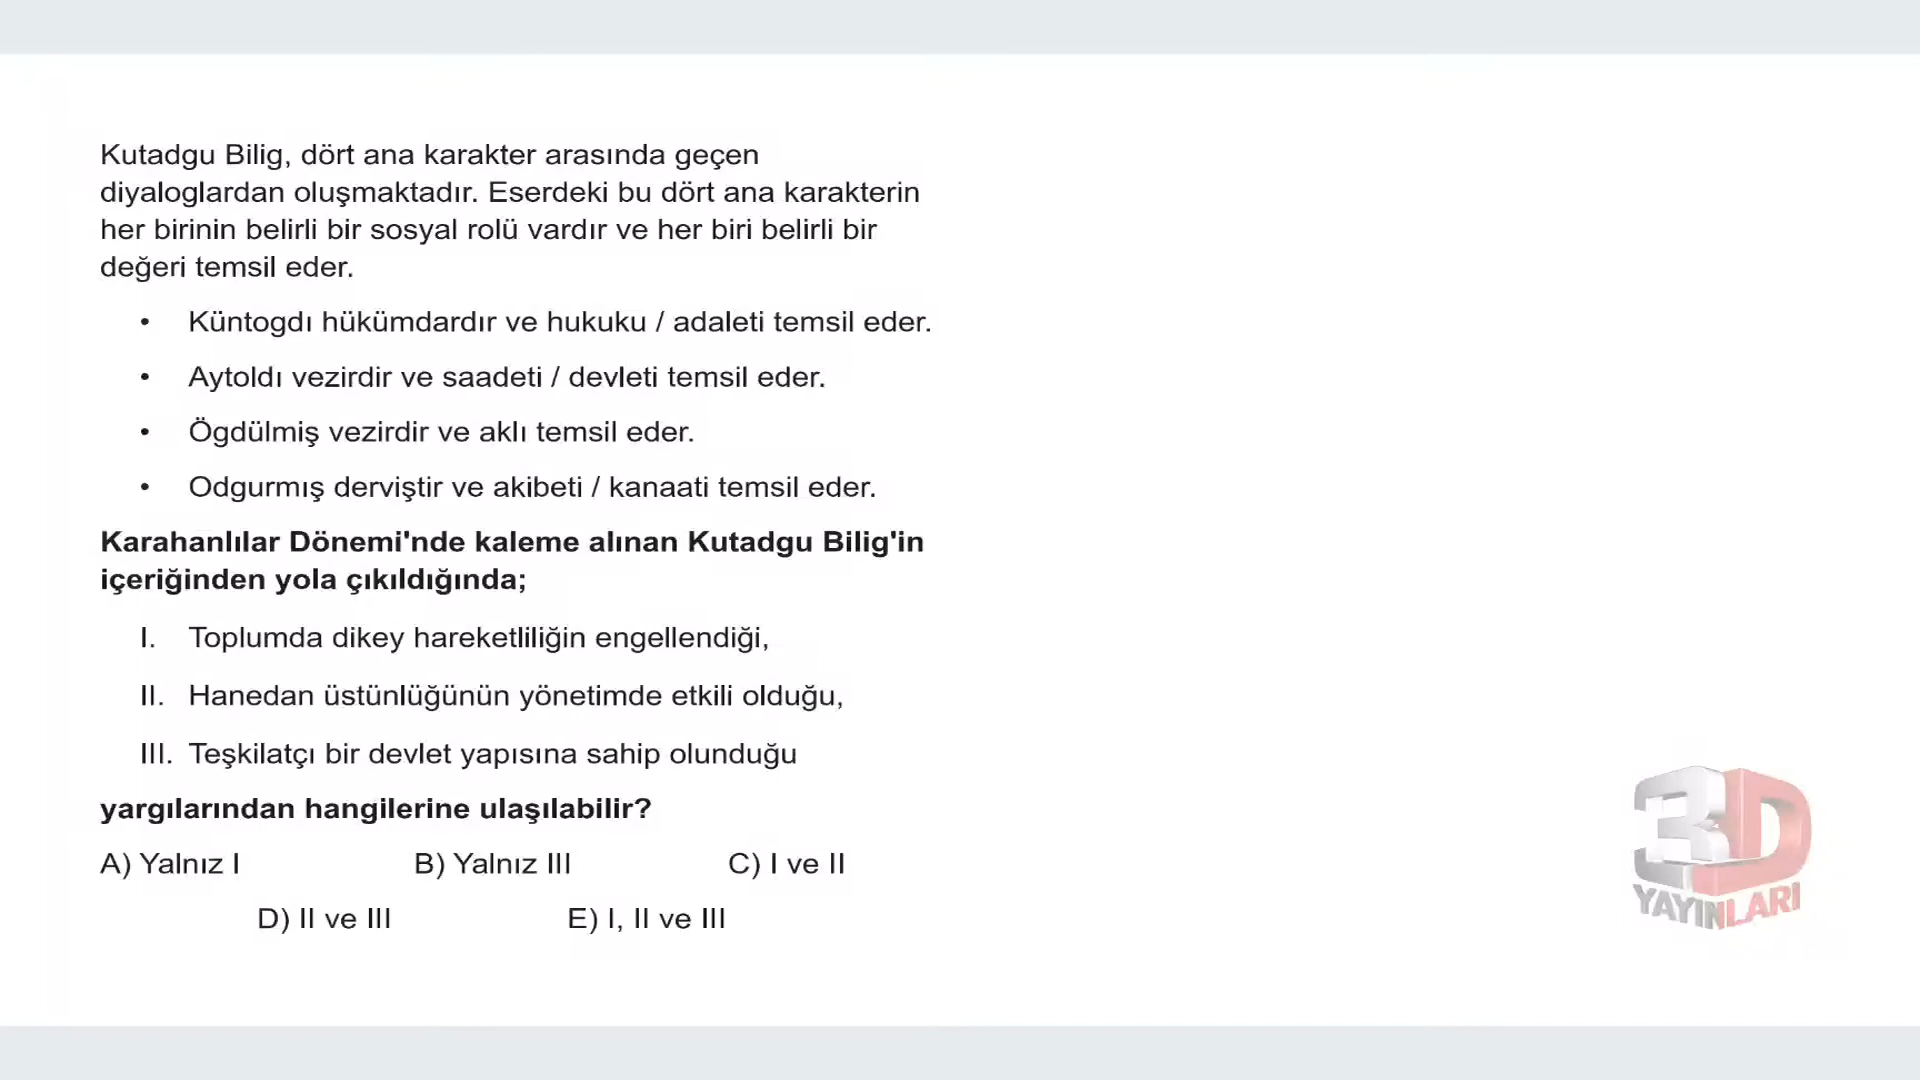 Kutadgu Bilig, dört ana karakter arasında geçen
diyaloglardan oluşmaktadır. Eserdeki bu dört ana karakterin
her birinin belirli bir sosyal rolü vardır ve her biri belirli bir
değeri temsil eder.
• Küntogdı hükümdardır ve hukuku / adaleti temsil eder.
• Aytoldı vezirdir ve saadeti / devleti temsil eder.
• Ögdülmiş vezirdir ve aklı temsil eder.
• Odgurmış derviştir ve akibeti / kanaati temsil eder.
Karahanlılar Dönemi'nde kaleme alınan Kutadgu Bilig'in
içeriğinden yola çıkıldığında;
I. Toplumda dikey hareketliliğin engellendiği,
II. Hanedan üstünlüğünün yönetimde etkili olduğu,
III. Teşkilatçı bir devlet yapısına sahip olunduğu
yargılarından hangilerine ulaşılabilir?
A) Yalnız I B) Yalnız III C) I ve II
D) II ve III E) I, II ve III
3D
YAYINLARI